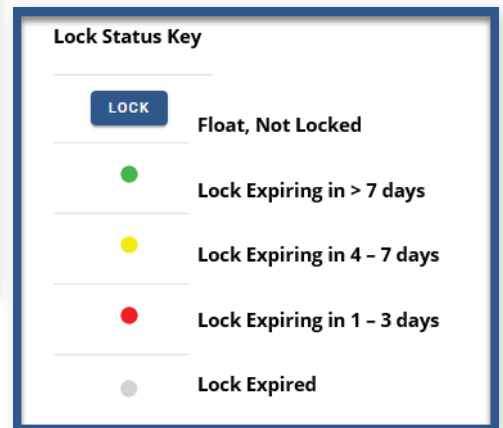 Lock Status Key
LOCK
Float, Not Locked
Lock Expiring in > 7 days
Lock Expiring in 4 – 7 days
Lock Expiring in 1 – 3 days
Lock Expired